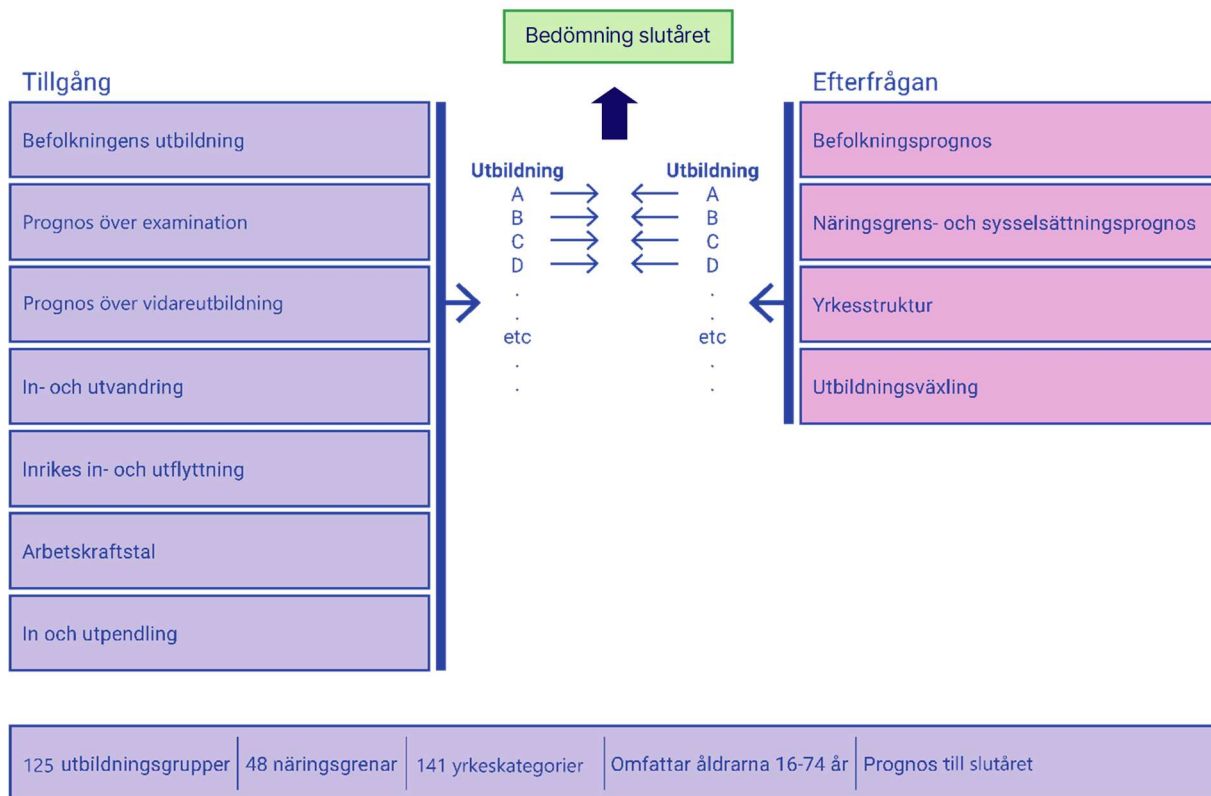 Bedömning slutåret
Tillgång
Befolkningens utbildning
Prognos över examination
Prognos över vidareutbildning
In- och utvandring
Inrikes in- och utflyttning
Arbetskraftstal
In och utpendling
Utbildning
A
B
C
D
.
.
etc
.
.
Utbildning
A
B
C
D
.
.
etc
.
.
Efterfrågan
Befolkningsprognos
Näringsgrens- och sysselsättningsprognos
Yrkesstruktur
Utbildningsväxling
125 utbildningsgrupper
48 näringsgrenar
141 yrkeskategorier
Omfattar åldrarna 16-74 år
Prognos till slutåret